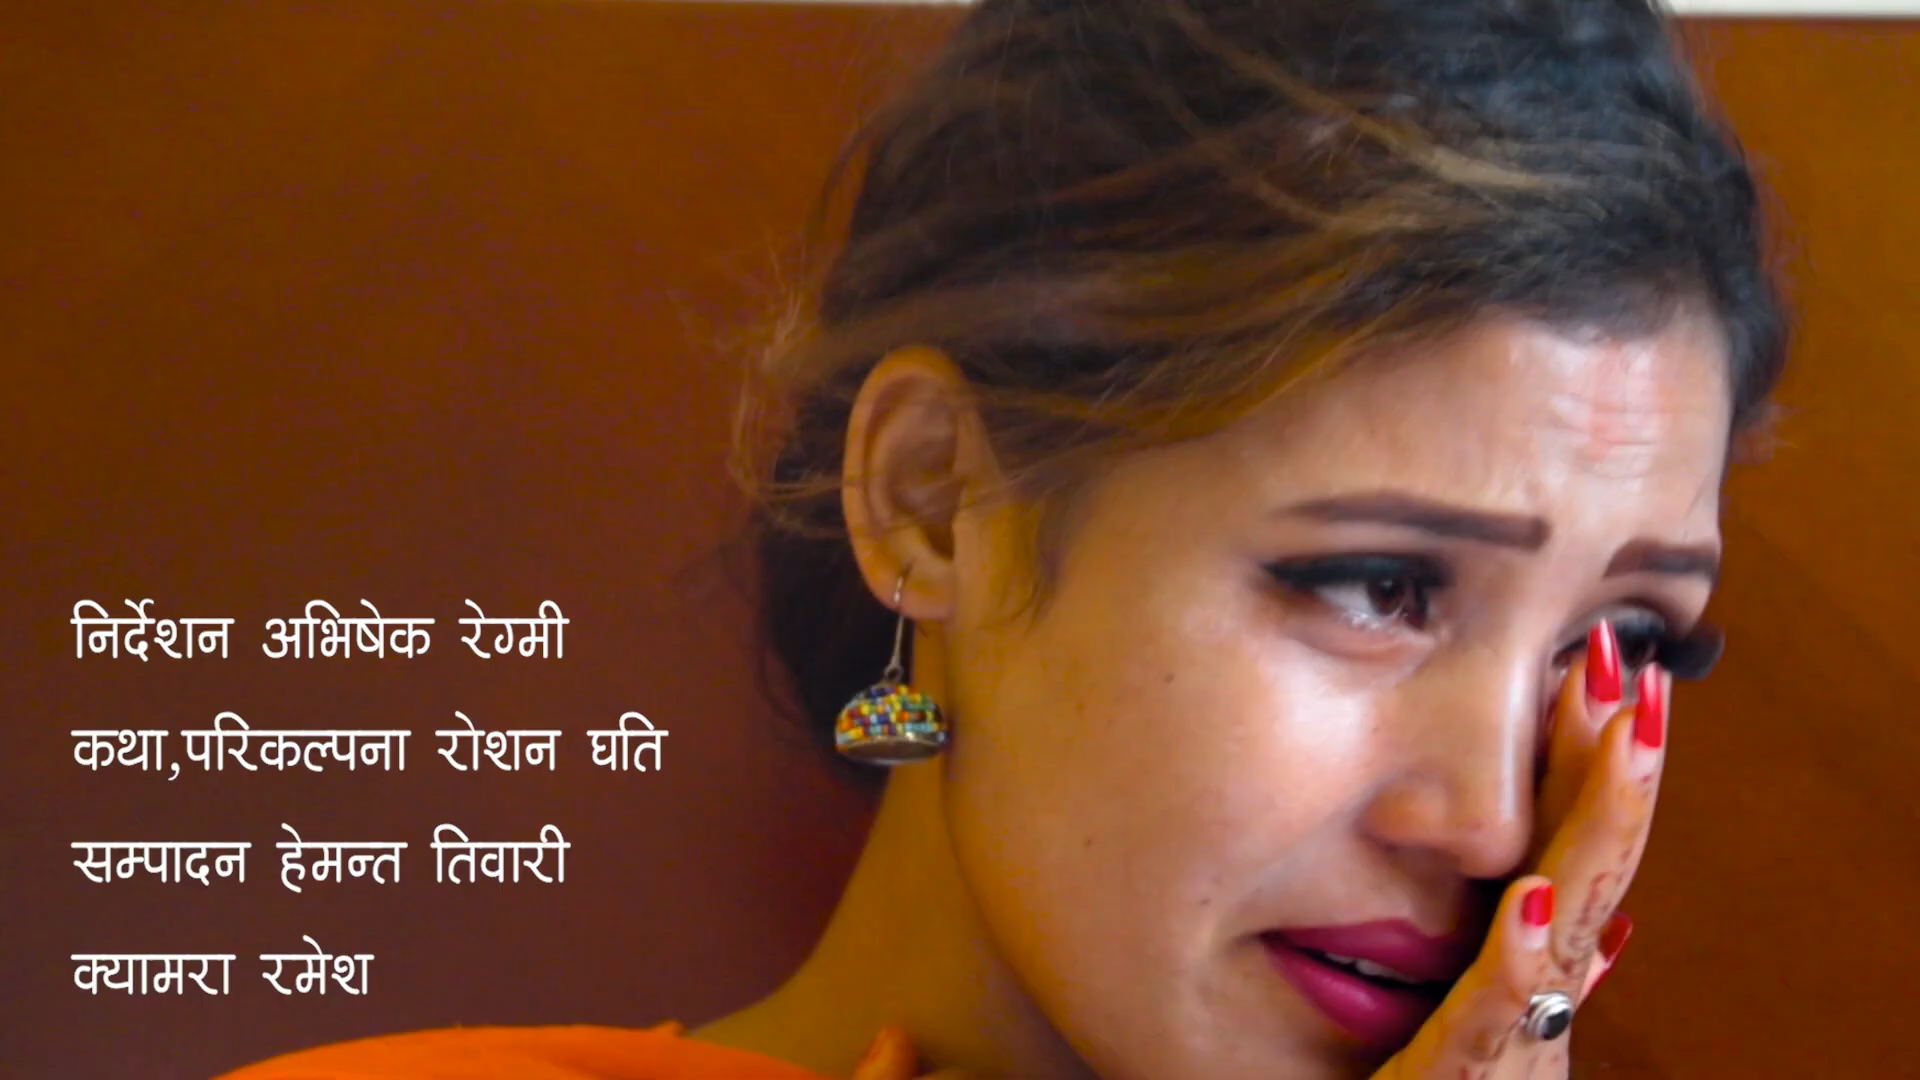 निर्देशन अभिषेक रेग्मी
कथा,परिकल्पना रोशन घति
सम्पादन हेमन्त तिवारी
क्यामरा रमेश